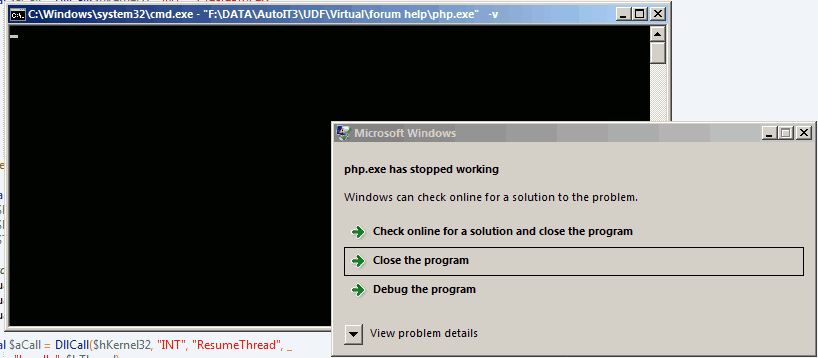 C:\Windows\system32\cmd.exe - "F:\DATA\AutoIT3\UDF\Virtual\forum help\php.exe" -v
Microsoft Windows
php.exe has stopped working
Windows can check online for a solution to the problem.
Check online for a solution and close the program
Close the program
Debug the program
View problem details
al $aCall = DllCall($hKernel32, "INT", "ResumeThread", _